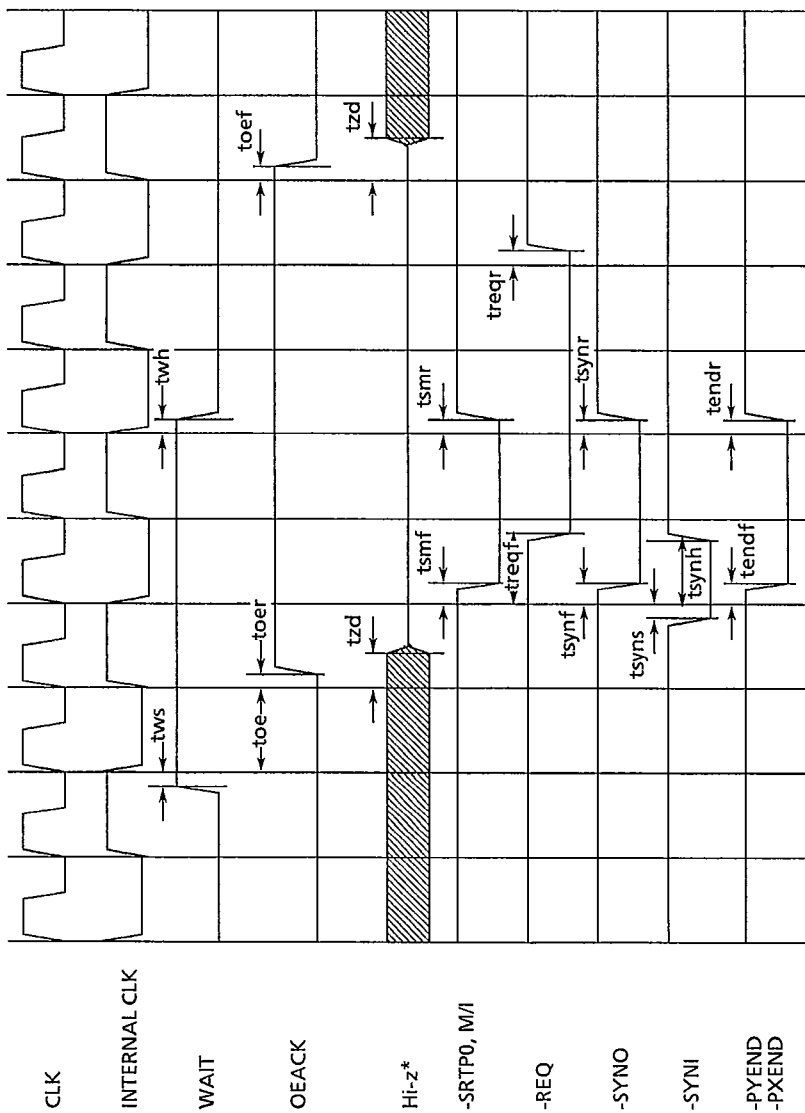 CLK
INTERNAL CLK
WAIT
tws
twh
OEACK
toe
toer
toef
Hi-z*
tzd
tzd
-SRTP0, M/I
tsmf
tsmr
-REQ
treqf
treqr
-SYNO
tsynf
tsynr
-SYNI
tsyns
tsynh
-PYEND
-PXEND
tendf
tendr